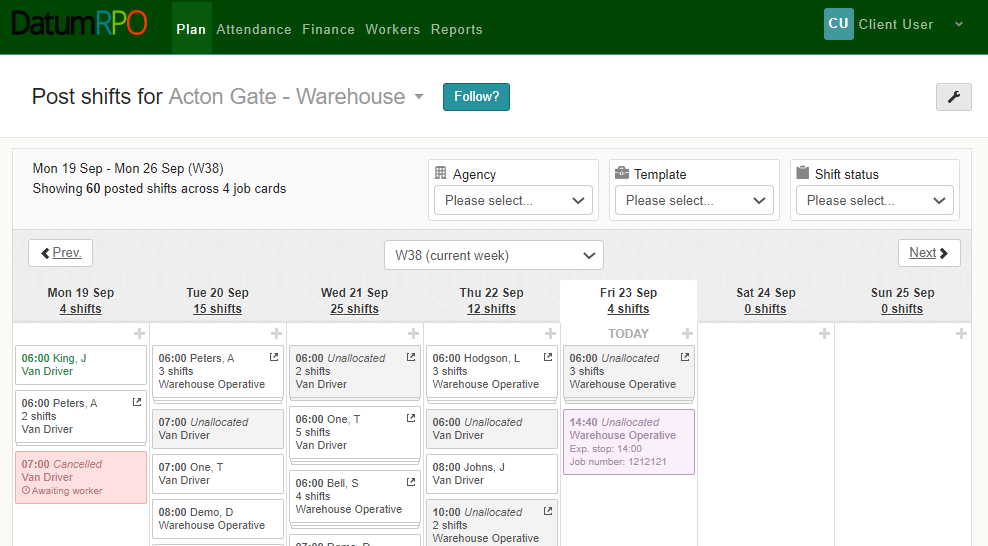 DatumRPO
Plan Attendance Finance Workers Reports
CU Client User
Post shifts for Acton Gate - Warehouse
Follow?
Mon 19 Sep - Mon 26 Sep (W38)
Showing 60 posted shifts across 4 job cards
Agency
Please select...
Template
Please select...
Shift status
Please select...
Prev.
W38 (current week)
Next
Mon 19 Sep
4 shifts
Tue 20 Sep
15 shifts
Wed 21 Sep
25 shifts
Thu 22 Sep
12 shifts
Fri 23 Sep
4 shifts
Sat 24 Sep
0 shifts
Sun 25 Sep
0 shifts
TODAY
06:00 King, J
Van Driver
06:00 Peters, A
2 shifts
Van Driver
07:00 Cancelled
Van Driver
Awaiting worker
06:00 Peters, A
3 shifts
Warehouse Operative
07:00 Unallocated
Van Driver
07:00 One, T
Van Driver
08:00 Demo, D
Warehouse Operative
06:00 Unallocated
2 shifts
Van Driver
06:00 One, T
5 shifts
Van Driver
06:00 Bell, S
4 shifts
Warehouse Operative
07:00 Demo, D
06:00 Hodgson, L
3 shifts
Warehouse Operative
06:00 Unallocated
Van Driver
08:00 Johns, J
Van Driver
10:00 Unallocated
2 shifts
Warehouse Operative
06:00 Unallocated
3 shifts
Warehouse Operative
14:40 Unallocated
Warehouse Operative
Exp. stop: 14:00
Job number: 1212121